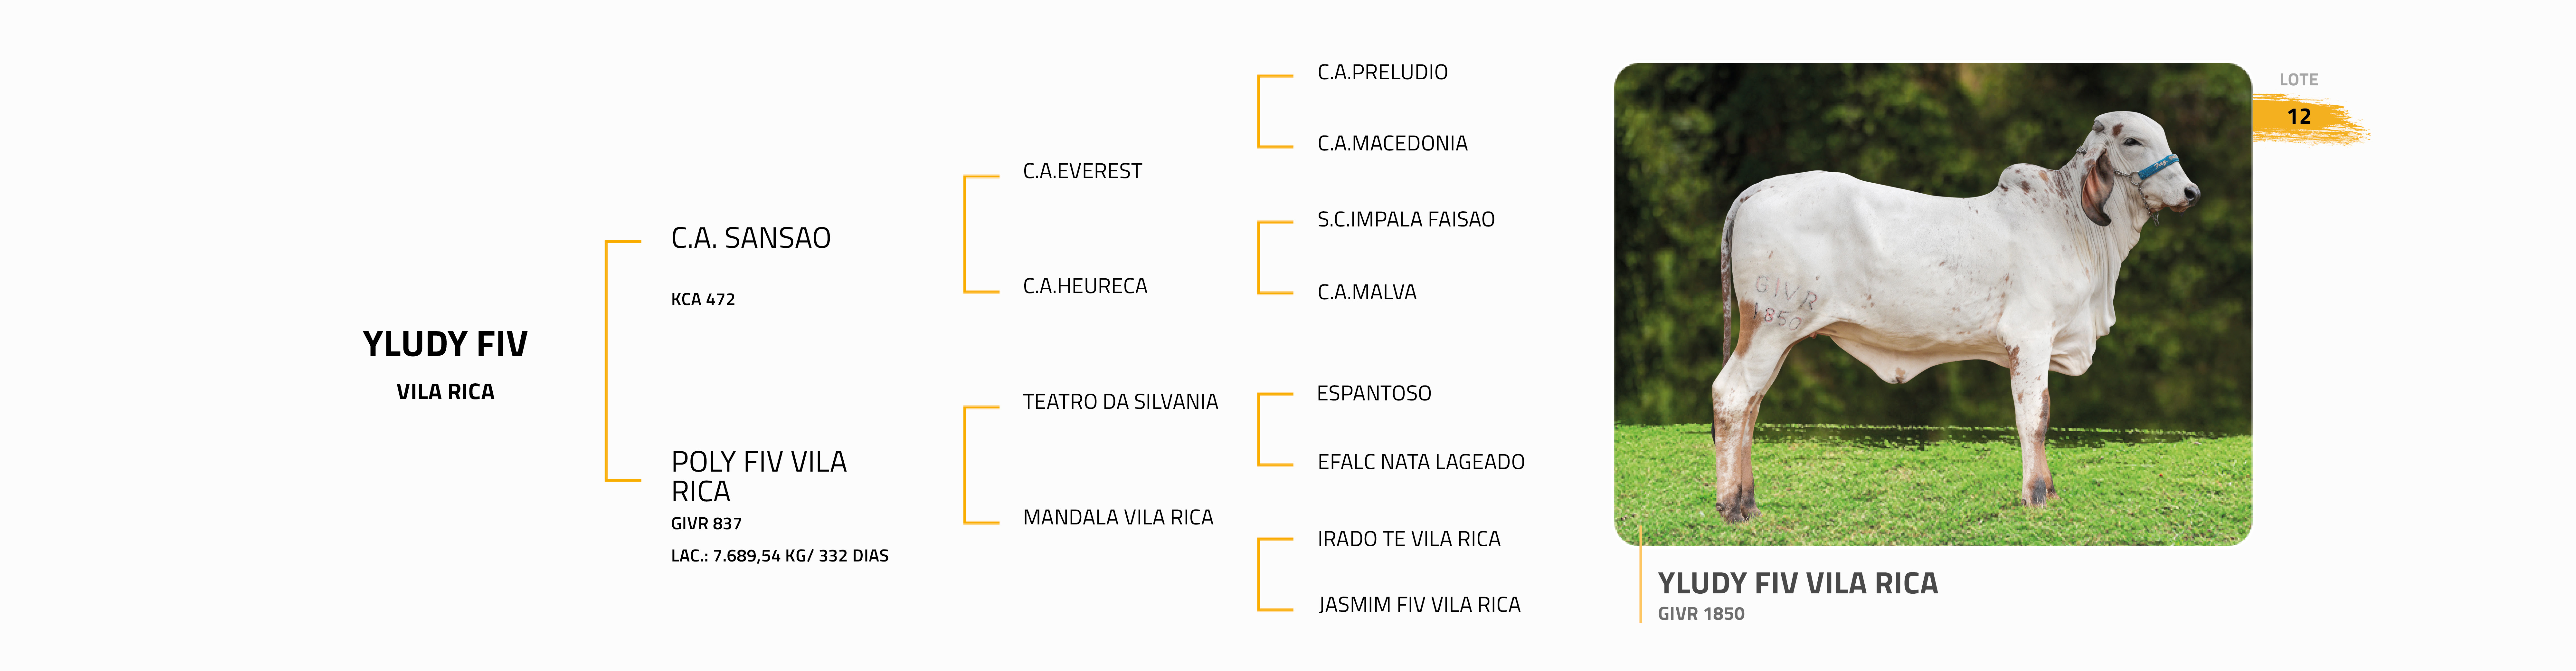 YLUDY FIV
VILA RICA
C.A. SANSAO
KCA 472
POLY FIV VILA
RICA
GIVR 837
LAC.: 7.689,54 KG/ 332 DIAS
C.A.EVEREST
C.A.HEURECA
TEATRO DA SILVANIA
MANDALA VILA RICA
C.A.PRELUDIO
C.A.MACEDONIA
S.C.IMPALA FAISAO
C.A.MALVA
ESPANTOSO
EFALC NATA LAGEADO
IRADO TE VILA RICA
JASMIM FIV VILA RICA
GIVR
1850
LOTE
12
YLUDY FIV VILA RICA
GIVR 1850